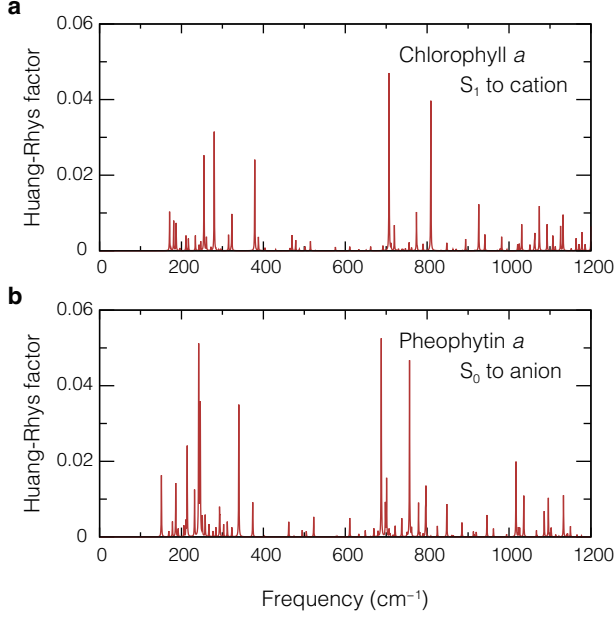 a
0.06
0.04
0.02
0
Huang-Rhys factor
Chlorophyll a
S₁ to cation
0 200 400 600 800 1000 1200
b
0.06
0.04
0.02
0
Huang-Rhys factor
Pheophytin a
S₀ to anion
0 200 400 600 800 1000 1200
Frequency (cm⁻¹)